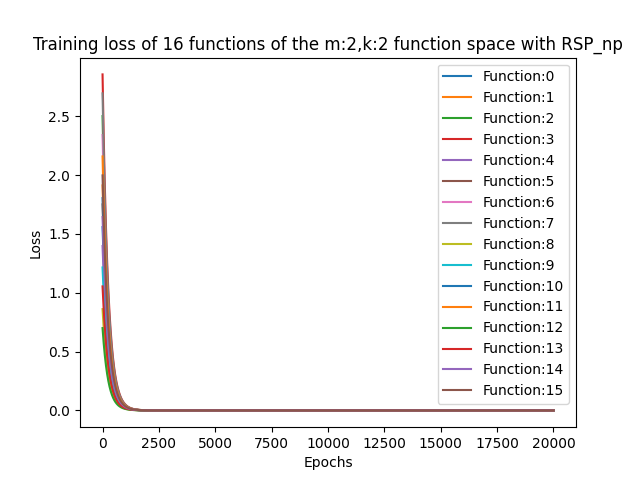 Training loss of 16 functions of the m:2,k:2 function space with RSP_np
Loss
2.5
2.0
1.5
1.0
0.5
0.0
Function:0
Function:1
Function:2
Function:3
Function:4
Function:5
Function:6
Function:7
Function:8
Function:9
Function:10
Function:11
Function:12
Function:13
Function:14
Function:15
0 2500 5000 7500 10000 12500 15000 17500 20000
Epochs